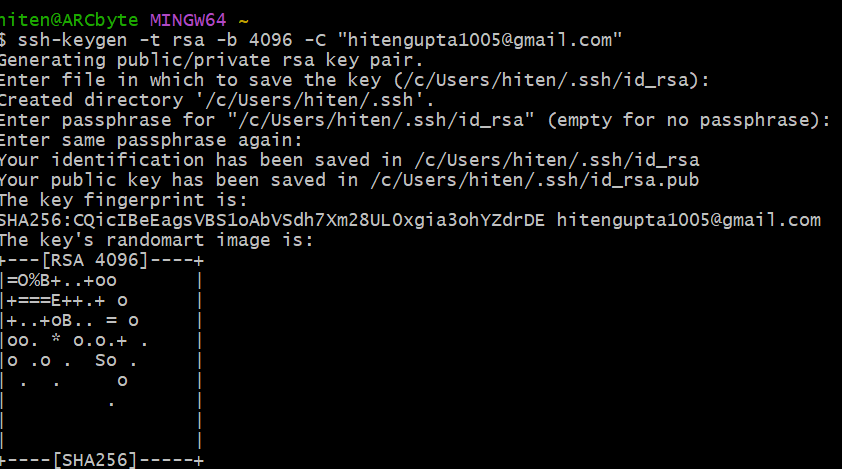 hiten@ARCbyte MINGW64 ~
$ ssh-keygen -t rsa -b 4096 -C "hitengupta1005@gmail.com"
Generating public/private rsa key pair.
Enter file in which to save the key (/c/Users/hiten/.ssh/id_rsa):
Created directory '/c/Users/hiten/.ssh'.
Enter passphrase for "/c/Users/hiten/.ssh/id_rsa" (empty for no passphrase):
Enter same passphrase again:
Your identification has been saved in /c/Users/hiten/.ssh/id_rsa
Your public key has been saved in /c/Users/hiten/.ssh/id_rsa.pub
The key fingerprint is:
SHA256:CQicIBeEagsVBS1oAbVSdh7Xm28UL0xgia3ohYZdrDE hitengupta1005@gmail.com
The key's randomart image is:
+---[RSA 4096]----+
|=O%B+..+oo       |
|+===E++.+ o      |
|+..+oB.. = o     |
|oo. * o.o.+ .    |
|o .o .  So .     |
| .  .     o      |
|         .       |
|                 |
|                 |
+----[SHA256]-----+